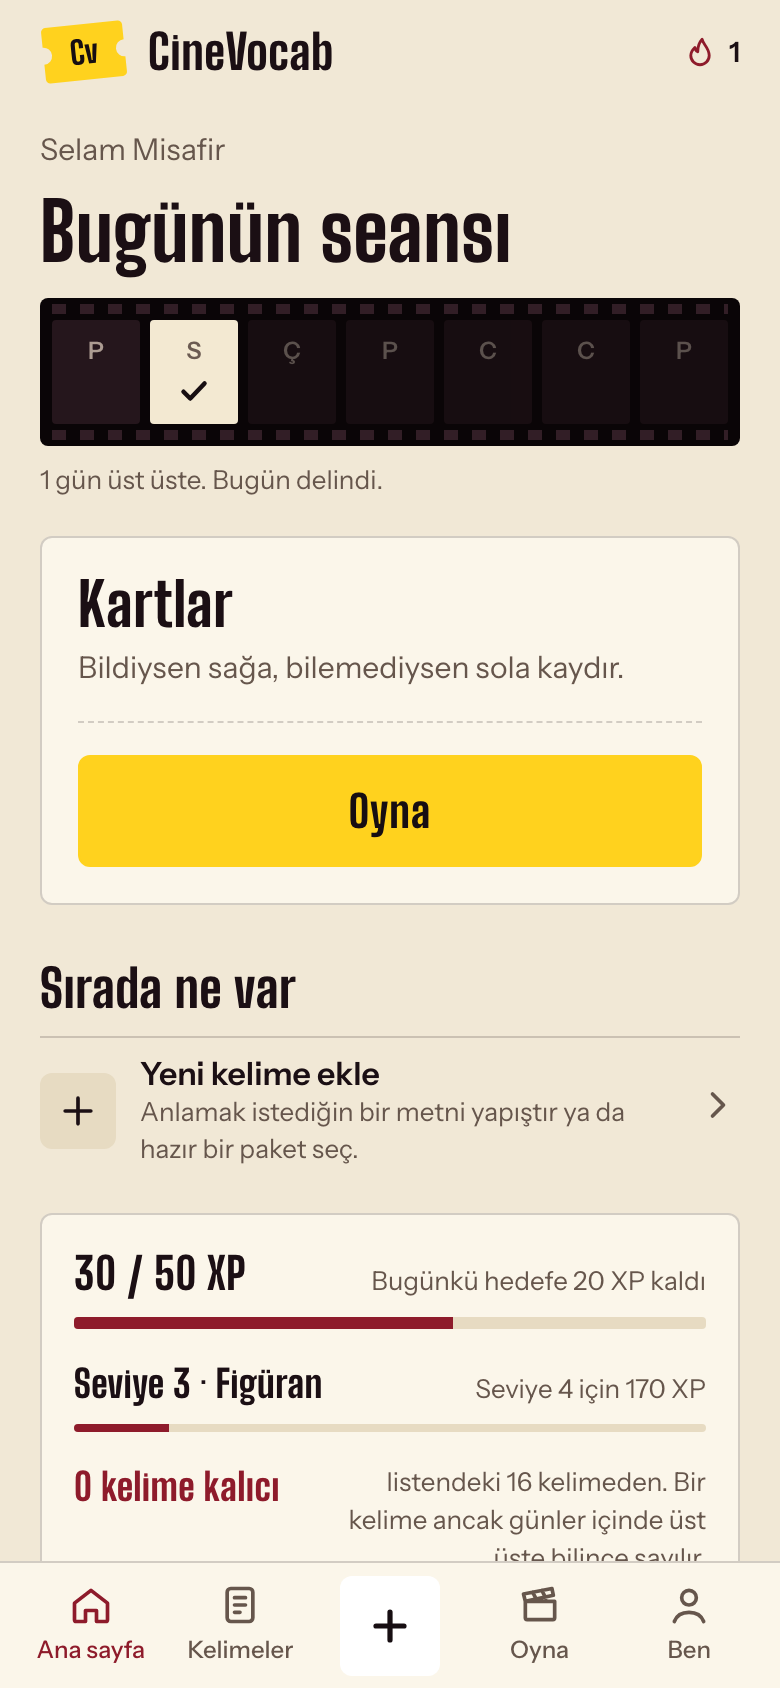 Cv CineVocab 1
Selam Misafir
Bugünün seansı
P S Ç P C C P
1 gün üst üste. Bugün delindi.
Kartlar
Bildiysen sağa, bilemediysen sola kaydır.
Oyna
Sırada ne var
Yeni kelime ekle
Anlamak istediğin bir metni yapıştır ya da
hazır bir paket seç.
30 / 50 XP Bugünkü hedefe 20 XP kaldı
Seviye 3 · Figüran Seviye 4 için 170 XP
0 kelime kalıcı listendeki 16 kelimeden. Bir
kelime ancak günler içinde üst
üste bilince sayılır.
Ana sayfa Kelimeler Oyna Ben